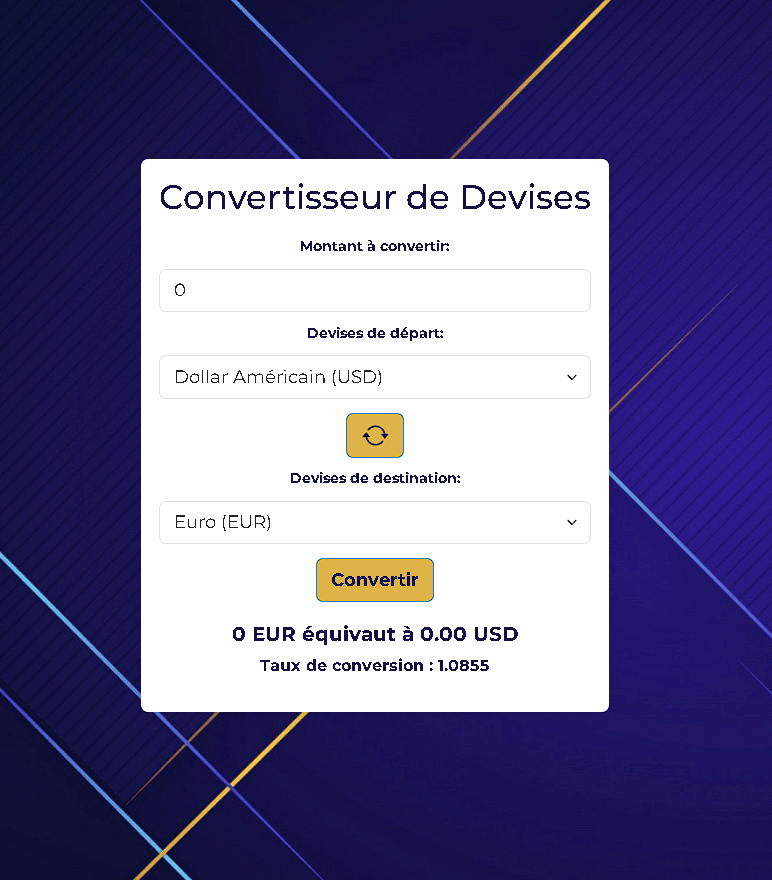 Convertisseur de Devises
Montant à convertir:
0
Devises de départ:
Dollar Américain (USD)
Devises de destination:
Euro (EUR)
Convertir
0 EUR équivaut à 0.00 USD
Taux de conversion : 1.0855